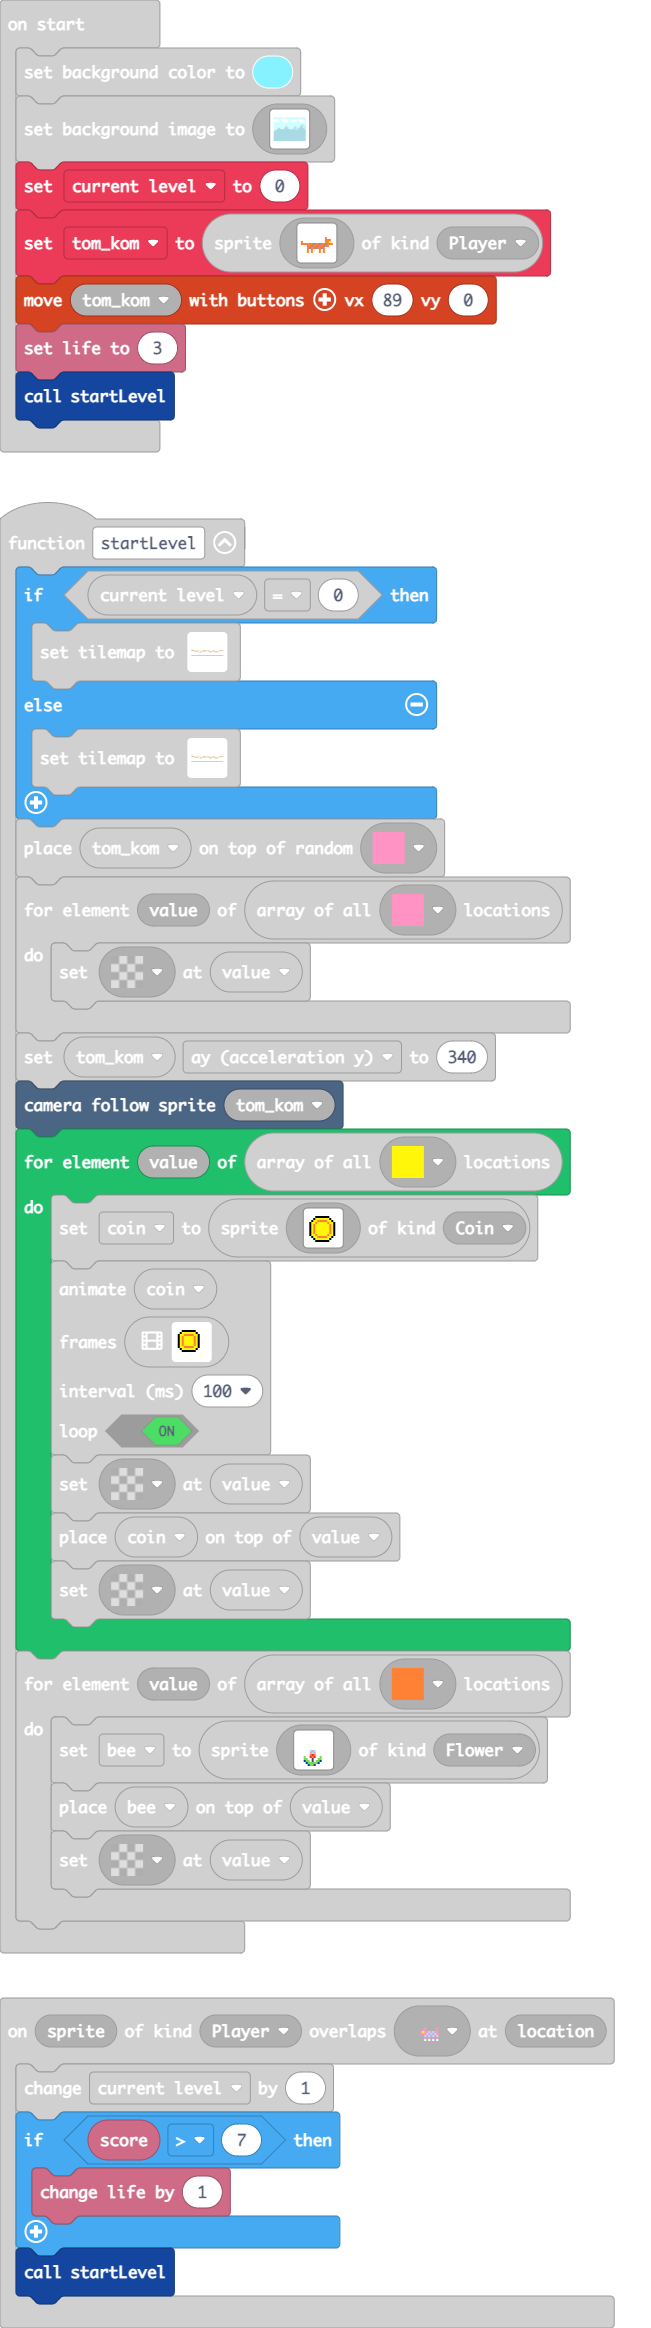 on start
set background color to
set background image to
set current level to 0
set tom_kom to sprite of kind Player
move tom_kom with buttons vx 89 vy 0
set life to 3
call startLevel
function startLevel
if current level = 0 then
set tilemap to
else
set tilemap to
place tom_kom on top of random
for element value of array of all locations
do set at value
set tom_kom ay (acceleration y) to 340
camera follow sprite tom_kom
for element value of array of all locations
do
set coin to sprite of kind Coin
animate coin
frames
interval (ms) 100
loop ON
set at value
place coin on top of value
set at value
for element value of array of all locations
do
set bee to sprite of kind Flower
place bee on top of value
set at value
on sprite of kind Player overlaps at location
change current level by 1
if score > 7 then
change life by 1
call startLevel